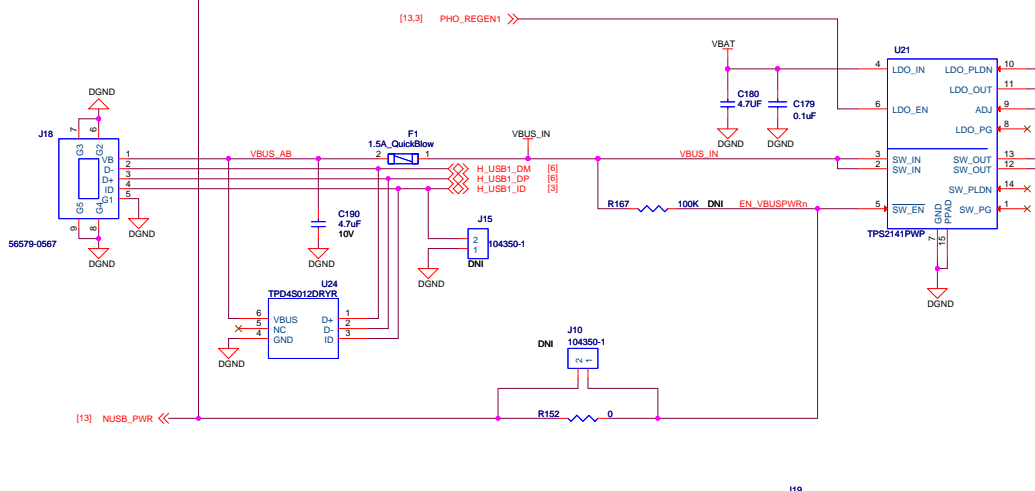 [13.3] PHO_REGEN1
VBAT
U21
4 LDO_IN LDO_PLDN 10
LDO_OUT 11
6 LDO_EN ADJ 9
LDO_PG 8
3 SW_IN SW_OUT 13
2 SW_IN SW_OUT 12
SW_PLDN 14
5 SW_EN SW_PG 1
GND PPAD
7 15
TPS2141PWP
DGND
C180
4.7UF
DGND
C179
0.1uF
DGND
DGND
7 6
J18
G3 G2
VB 1
D- 2
D+ 3
ID 4
G1 5
G5 G4
9 8
56579-0567
DGND
DGND
VBUS_AB
F1
1.5A_QuickBlow
2 1
VBUS_IN
VBUS_IN
H_USB1_DM [6]
H_USB1_DP [6]
H_USB1_ID [3]
C190
4.7uF
10V
DGND
J15
2
1
104350-1
DNI
DGND
R167 100K DNI EN_VBUSPWRn
U24
TPD4S012DRYR
6 VBUS D+ 1
5 NC D- 2
4 GND ID 3
DGND
J10
DNI 104350-1
2 1
[13] NUSB_PWR
R152 0
J19